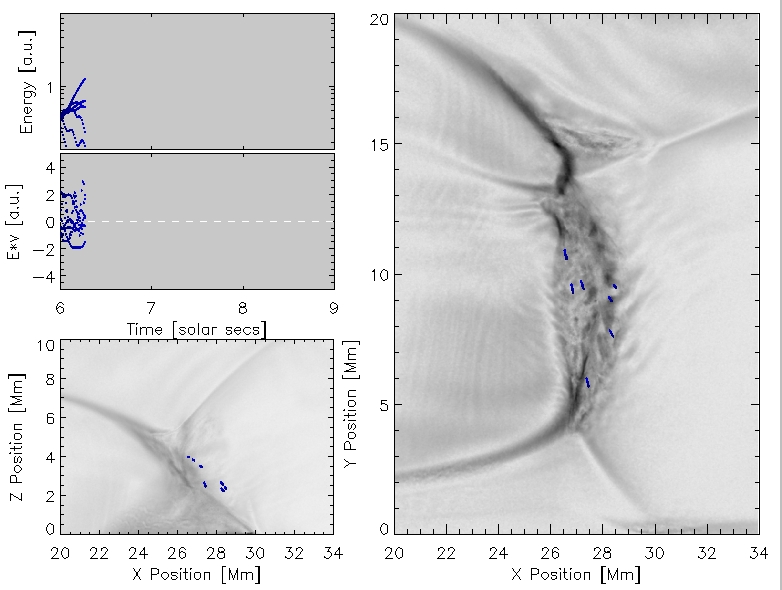 Energy [a.u.]
1
E*v [a.u.]
4
2
0
−2
−4
6 7 8 9
Time [solar secs]
Z Position [Mm]
10
8
6
4
2
0
20 22 24 26 28 30 32 34
X Position [Mm]
Y Position [Mm]
20
15
10
5
0
20 22 24 26 28 30 32 34
X Position [Mm]